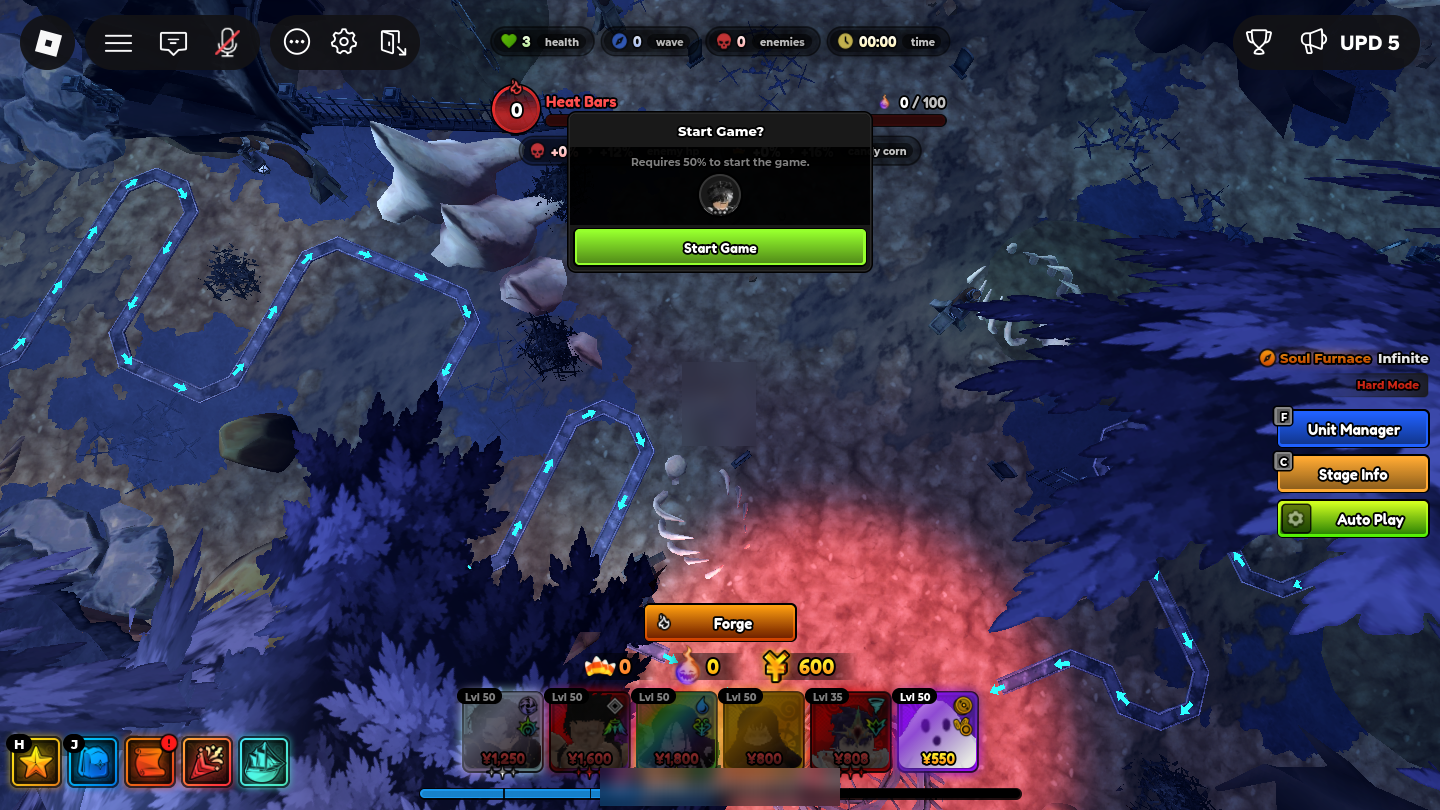 3 health
0 wave
0 enemies
00:00 time
UPD 5
0
Heat Bars
0 / 100
Start Game?
+0
corn
Requires 50% to start the game.
Start Game
Soul Furnace Infinite
Hard Mode
F
Unit Manager
C
Stage Info
Auto Play
Forge
0
0
600
Lvl 50
Lvl 50
Lvl 50
Lvl 50
Lvl 35
Lvl 50
¥1,250
¥1,600
¥1,800
¥800
¥808
¥550
H
J
!